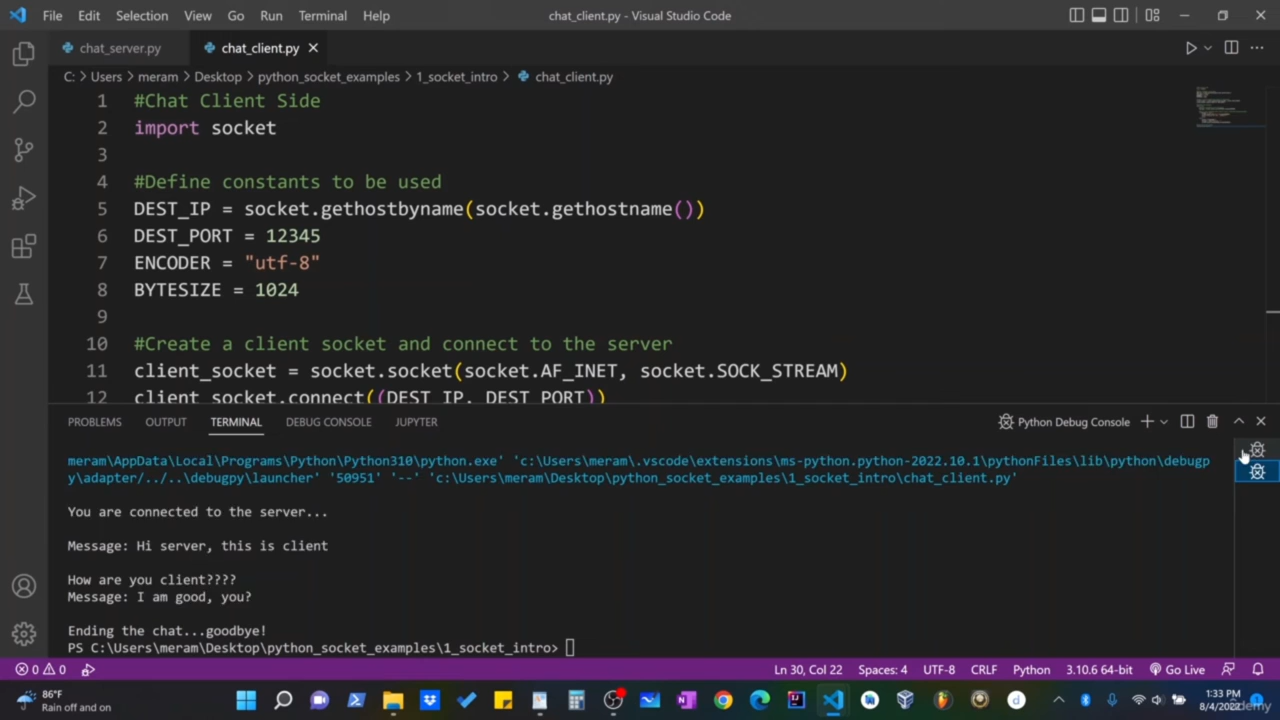 File Edit Selection View Go Run Terminal Help chat_client.py - Visual Studio Code
chat_server.py chat_client.py
C: > Users > meram > Desktop > python_socket_examples > 1_socket_intro > chat_client.py
1 #Chat Client Side
2 import socket
3
4 #Define constants to be used
5 DEST_IP = socket.gethostbyname(socket.gethostname())
6 DEST_PORT = 12345
7 ENCODER = "utf-8"
8 BYTESIZE = 1024
9
10 #Create a client socket and connect to the server
11 client_socket = socket.socket(socket.AF_INET, socket.SOCK_STREAM)
12 client_socket.connect((DEST_IP, DEST_PORT))
PROBLEMS OUTPUT TERMINAL DEBUG CONSOLE JUPYTER Python Debug Console
meram\AppData\Local\Programs\Python\Python310\python.exe' 'c:\Users\meram\.vscode\extensions\ms-python.python-2022.10.1\pythonFiles\lib\python\debugp
y\adapter/../..\debugpy\launcher' '50951' '--' 'c:\Users\meram\Desktop\python_socket_examples\1_socket_intro\chat_client.py'
You are connected to the server...
Message: Hi server, this is client
How are you client????
Message: I am good, you?
Ending the chat...goodbye!
PS C:\Users\meram\Desktop\python_socket_examples\1_socket_intro>
0 0 Ln 30, Col 22 Spaces: 4 UTF-8 CRLF Python 3.10.6 64-bit Go Live
86°F
Rain off and on
1:33 PM
8/4/2022